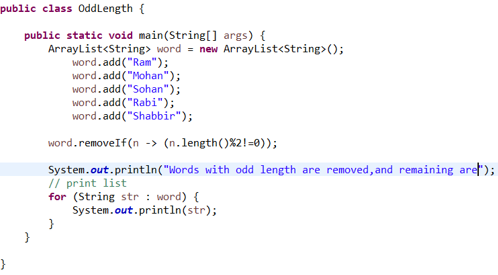 public class OddLength {
public static void main(String[] args) {
ArrayList<String> word = new ArrayList<String>();
word.add("Ram");
word.add("Mohan");
word.add("Sohan");
word.add("Rabi");
word.add("Shabbir");
word.removeIf(n -> (n.length()%2!=0));
System.out.println("Words with odd length are removed,and remaining are");
// print list
for (String str : word) {
System.out.println(str);
}
}
}